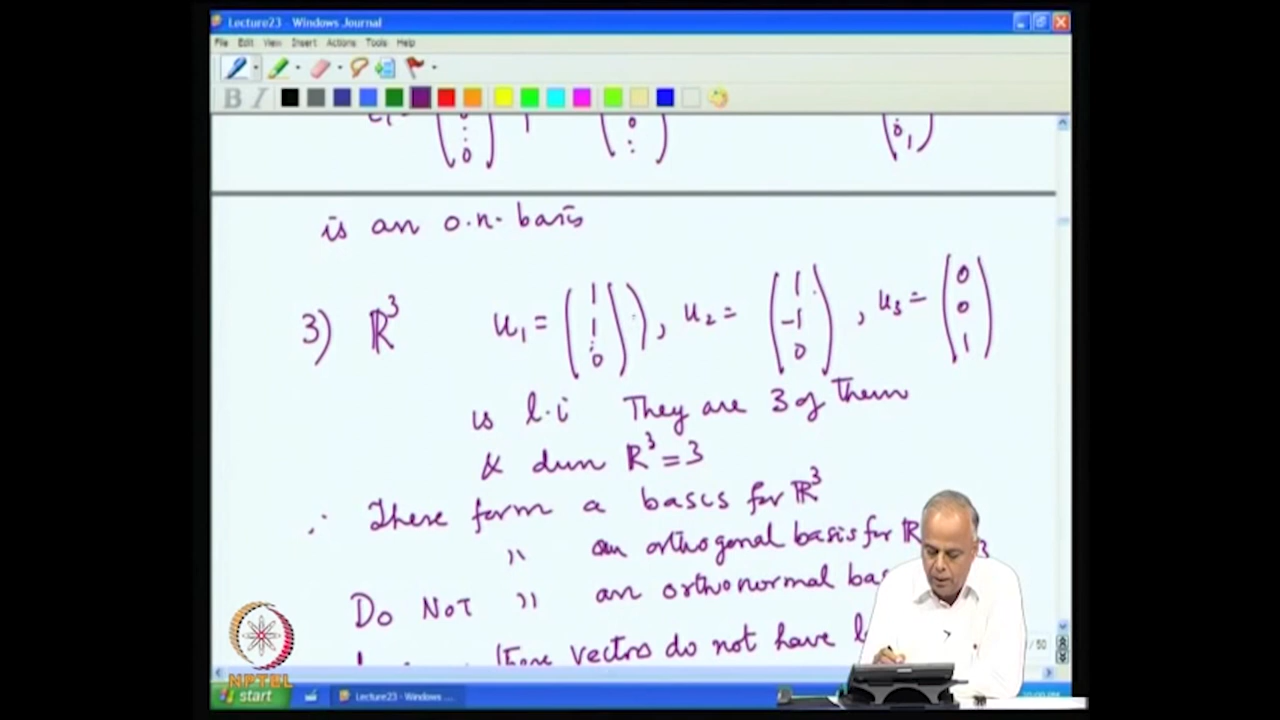 Lecture23 - Windows Journal
File Edit View Insert Actions Tools Help
B I
is an o.n. basis
3) ℝ³ u₁ = (1 1 0), u₂ = (1 -1 0), u₃ = (0 0 1)
is l.i They are 3 of them
& dim ℝ³ = 3
∴ These form a basis for ℝ³
〃 an orthogonal basis for ℝ³
Do NOT 〃 an orthonormal bas
these vectors do not have
/ 50
NPTEL
start Lecture23 - Windows ...